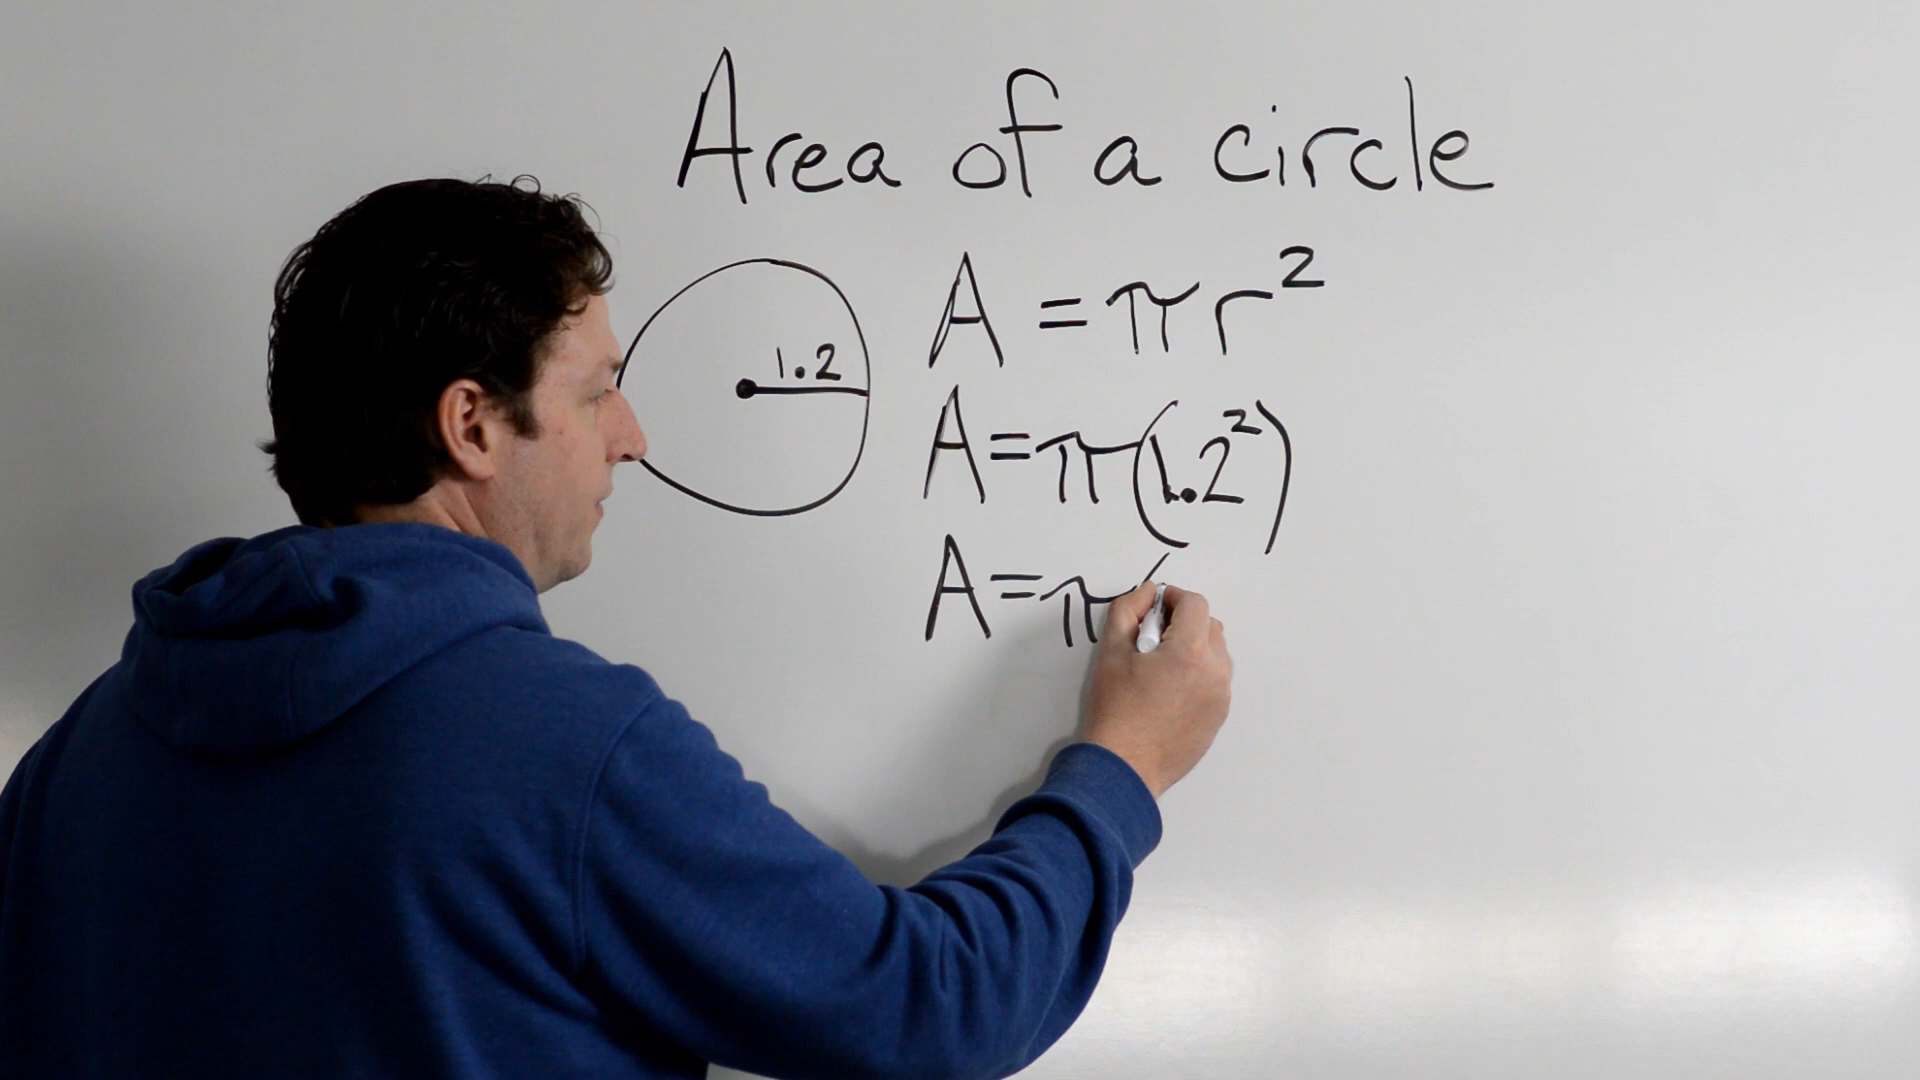 Area of a circle
1.2
A = πr²
A=π(1.2²)
A=π(